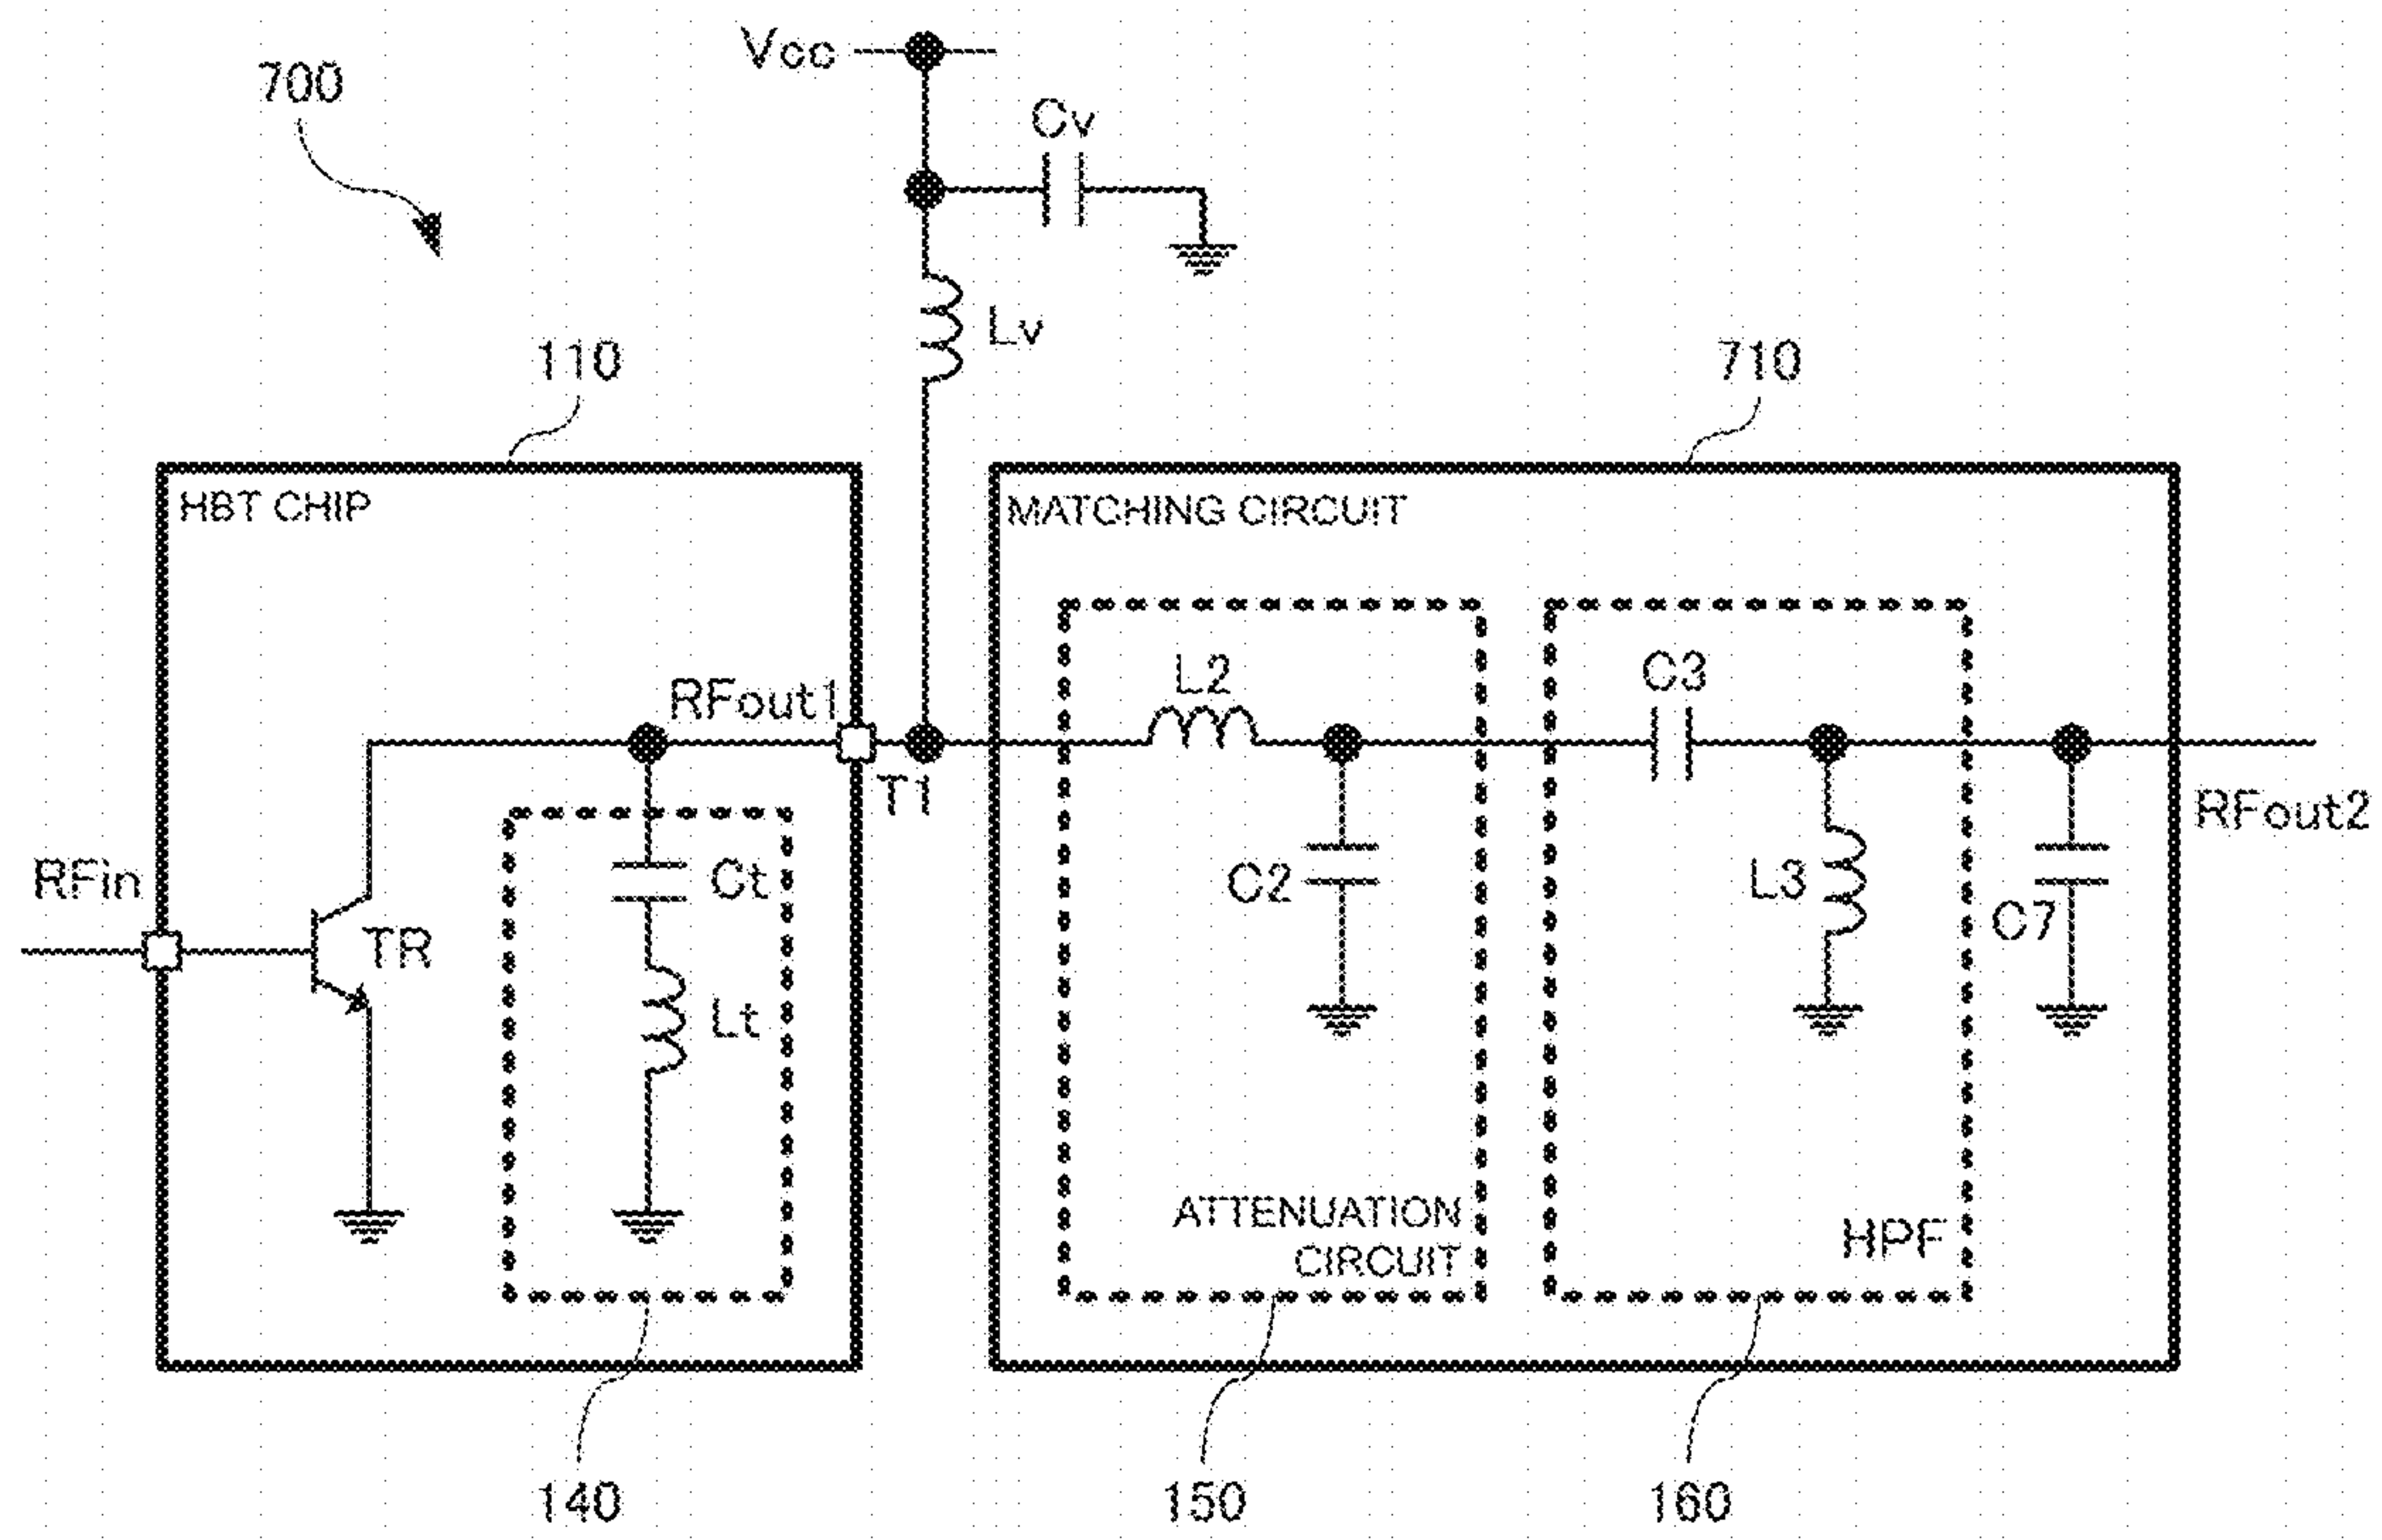 Vcc
700
Cv
Lv
110
710
HBT CHIP
MATCHING CIRCUIT
RFout1
L2
C3
T1
RFout2
RFin
TR
Ct
C2
L3
C7
Lt
ATTENUATION
CIRCUIT
HPF
140
150
160